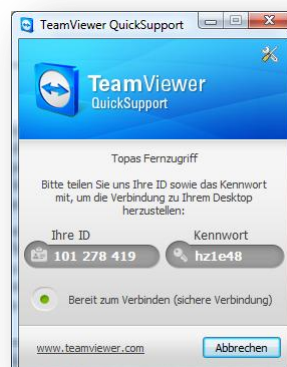 TeamViewer QuickSupport
TeamViewer
QuickSupport
Topas Fernzugriff
Bitte teilen Sie uns Ihre ID sowie das Kennwort
mit, um die Verbindung zu Ihrem Desktop
herzustellen:
Ihre ID Kennwort
101 278 419 hz1e48
Bereit zum Verbinden (sichere Verbindung)
www.teamviewer.com Abbrechen